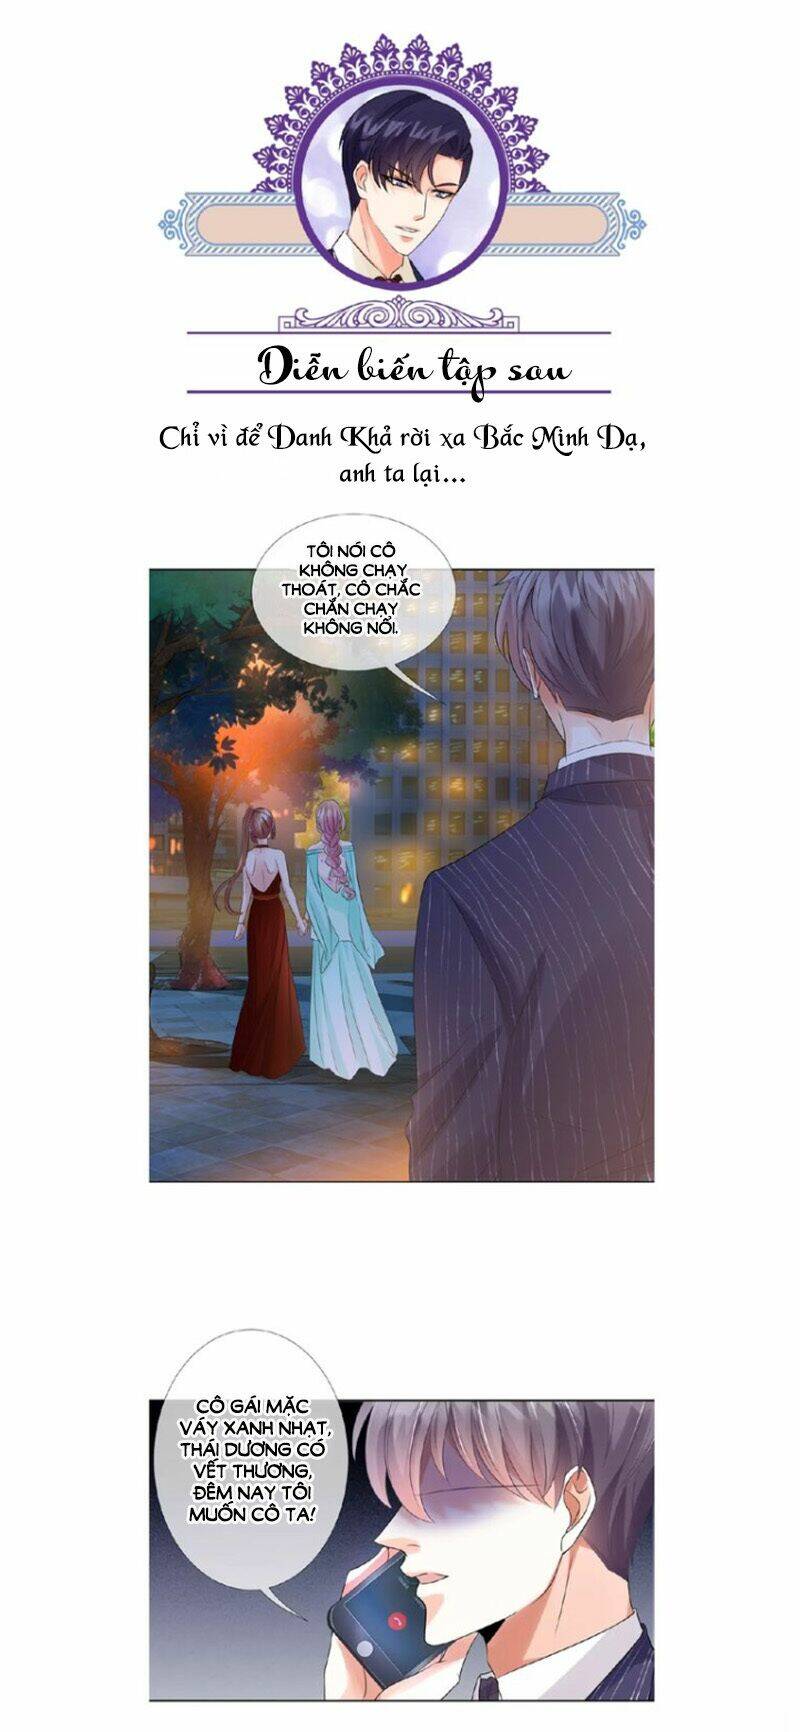 Diễn biến tập sau
Chỉ vì để Danh Khả rời xa Bắc Minh Dạ,
anh ta lại...
TÔI NÓI CÔ
KHÔNG CHẠY
THOÁT, CÔ CHẮC
CHẮN CHẠY
KHÔNG NỔI.
CÔ GÁI MẶC
VÁY XANH NHẠT,
THÁI DƯƠNG CÓ
VẾT THƯƠNG,
ĐÊM NAY TÔI
MUỐN CÔ TA!